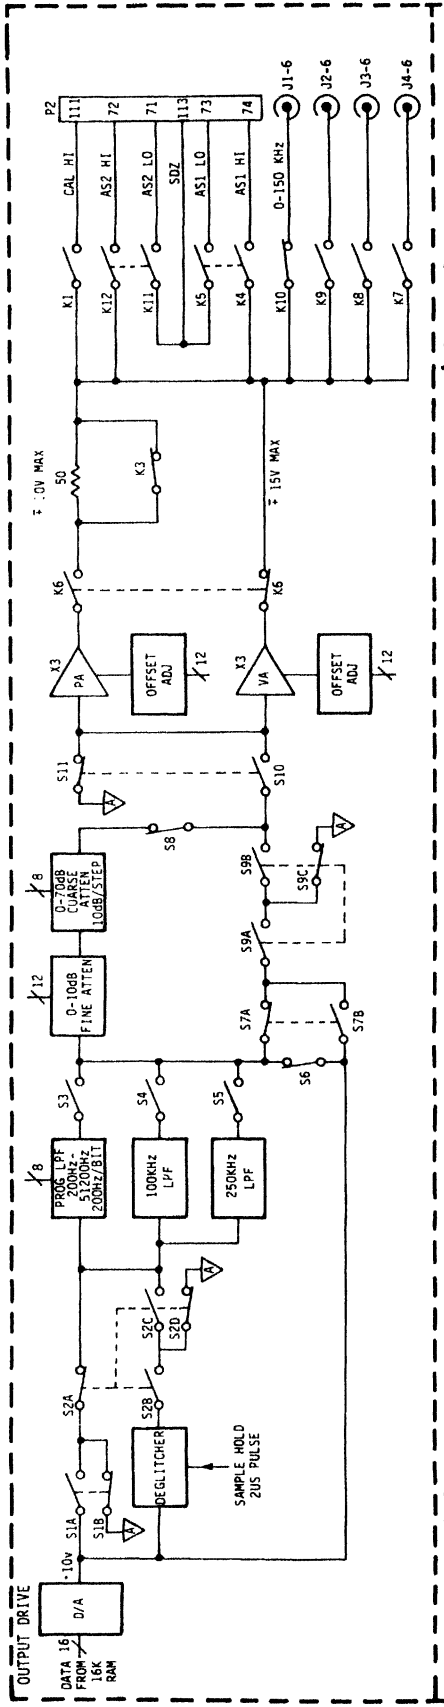 OUTPUT DRIVE
DATA
FROM
16K
RAM
16
D/A
-10v
S1A
S1B
A
S2A
S2B
DEGLITCHER
SAMPLE HOLD
2US PULSE
S2C
S2D
A
8
PROG LPF
200Hz-
51200Hz
200Hz/BIT
100KHz
LPF
250KHz
LPF
S3
S4
S5
S6
S7A
S7B
12
0-10dB
FINE ATTEN
8
0-70dB
CUARSE
ATTEN
10dB/STEP
S8
S9A
S9B
S9C
A
S11
A
S10
X3
PA
OFFSET
ADJ
12
X3
VA
OFFSET
ADJ
12
K6
K6
∓ 10V MAX
50
K3
∓ 15V MAX
K1
K12
K11
K5
K4
K10
K9
K8
K7
CAL HI
AS2 HI
AS2 LO
SDZ
AS1 LO
AS1 HI
0-150 KHz
P2
111
72
71
113
73
74
J1-6
J2-6
J3-6
J4-6